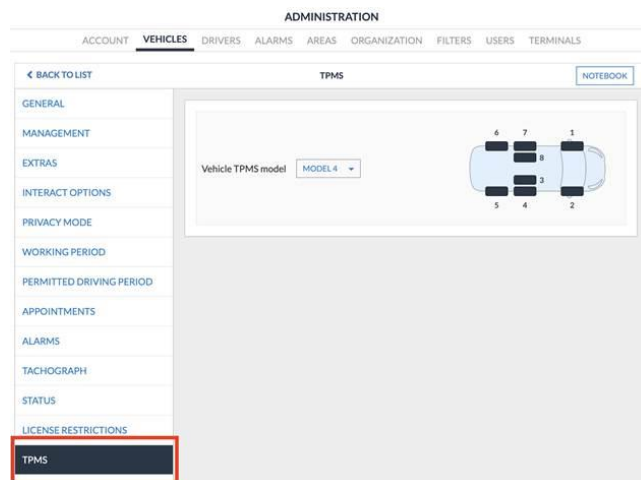 ADMINISTRATION
ACCOUNT VEHICLES DRIVERS ALARMS AREAS ORGANIZATION FILTERS USERS TERMINALS
BACK TO LIST TPMS NOTEBOOK
GENERAL
MANAGEMENT
EXTRAS
INTERACT OPTIONS
PRIVACY MODE
WORKING PERIOD
PERMITTED DRIVING PERIOD
APPOINTMENTS
ALARMS
TACHOGRAPH
STATUS
LICENSE RESTRICTIONS
TPMS
Vehicle TPMS model MODEL 4
6 7 1
8
3
5 4 2